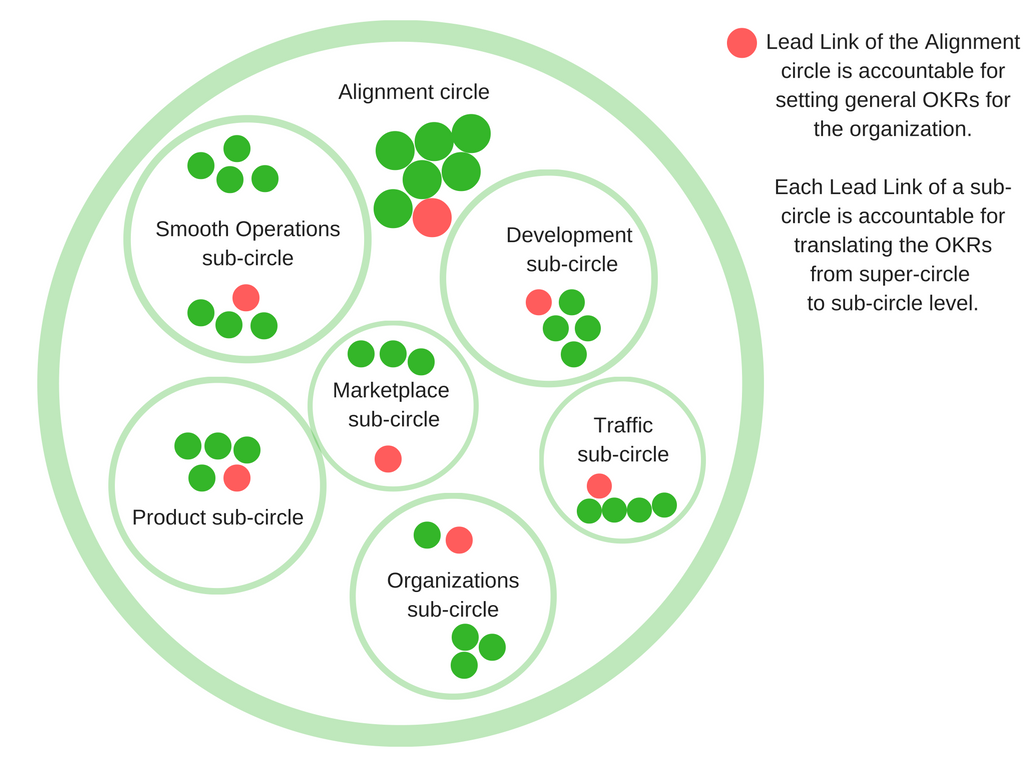 Lead Link of the Alignment
circle is accountable for
setting general OKRs for
the organization.
Each Lead Link of a sub-
circle is accountable for
translating the OKRs
from super-circle
to sub-circle level.
Alignment circle
Smooth Operations
sub-circle
Development
sub-circle
Marketplace
sub-circle
Traffic
sub-circle
Product sub-circle
Organizations
sub-circle